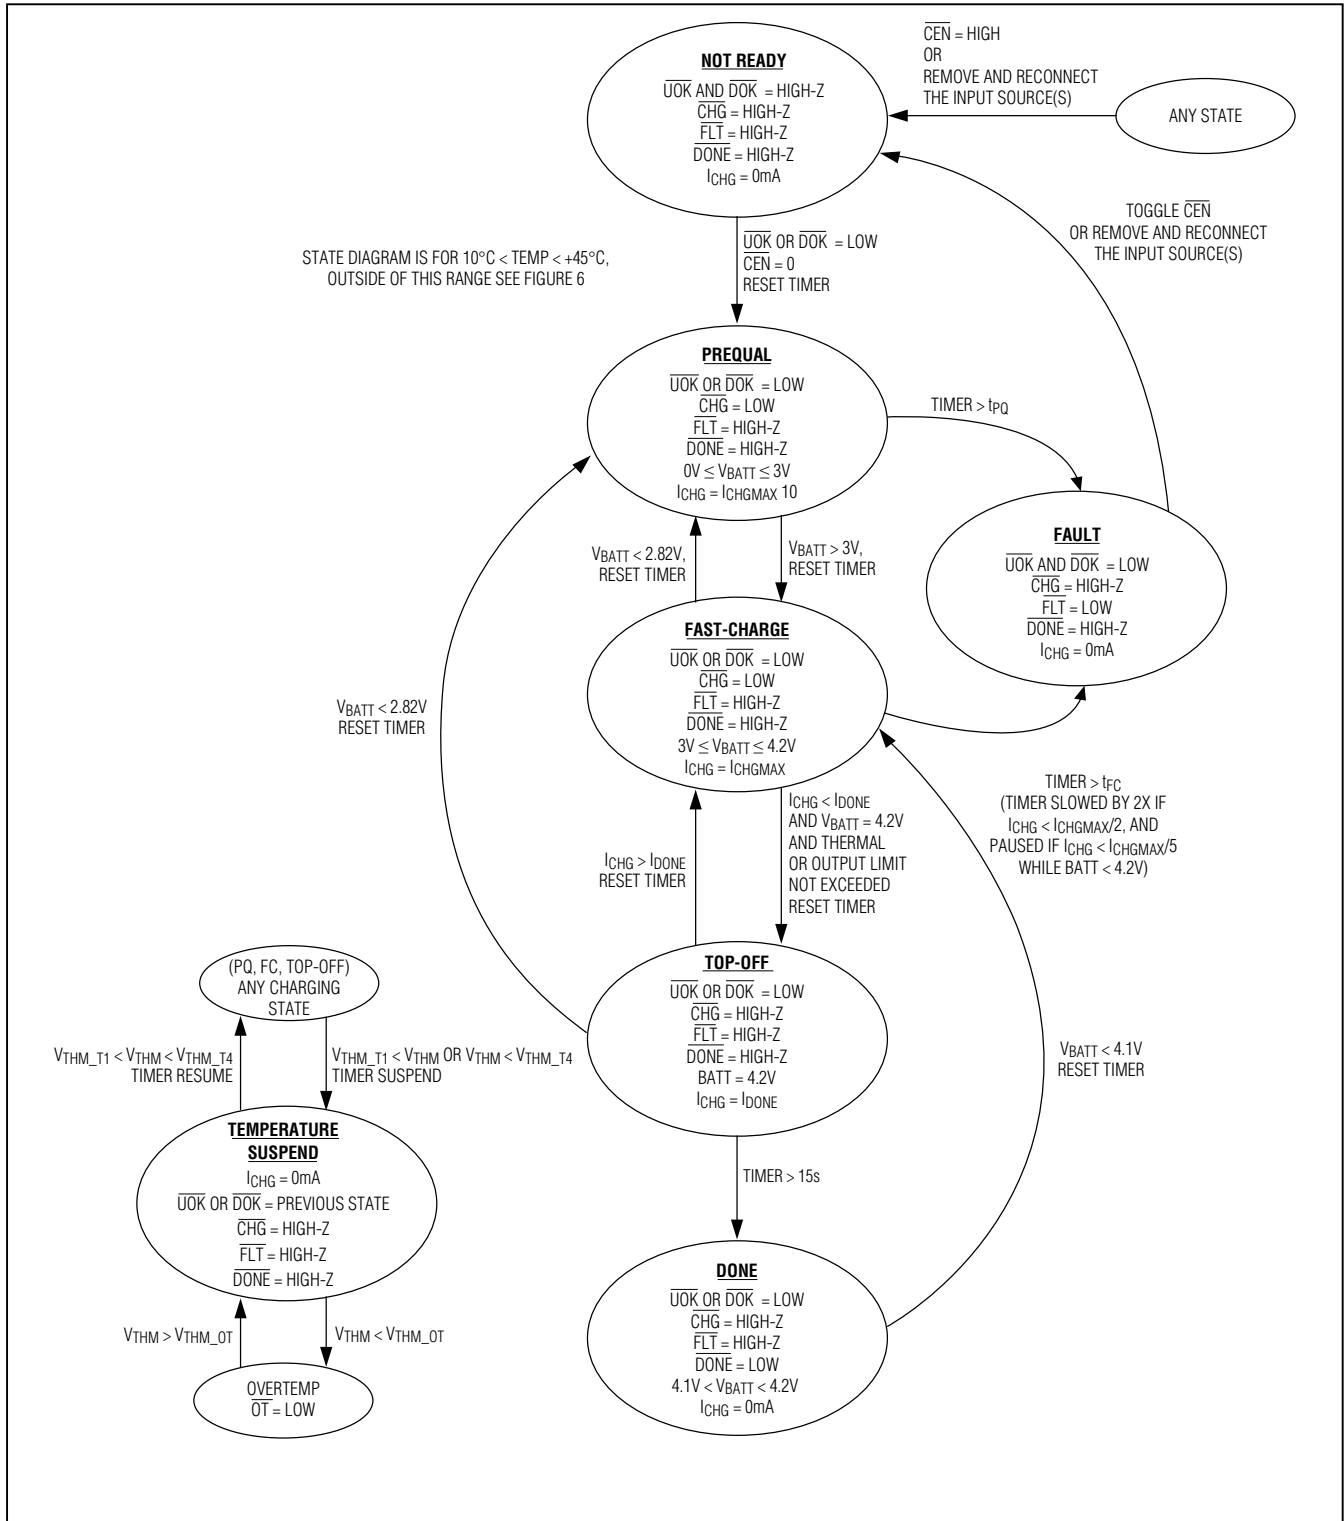 NOT READY
UOK AND DOK = HIGH-Z
CHG = HIGH-Z
FLT = HIGH-Z
DONE = HIGH-Z
ICHG = 0mA
CEN = HIGH
OR
REMOVE AND RECONNECT
THE INPUT SOURCE(S)
ANY STATE
TOGGLE CEN
OR REMOVE AND RECONNECT
THE INPUT SOURCE(S)
STATE DIAGRAM IS FOR 10°C < TEMP < +45°C,
OUTSIDE OF THIS RANGE SEE FIGURE 6
UOK OR DOK = LOW
CEN = 0
RESET TIMER
PREQUAL
UOK OR DOK = LOW
CHG = LOW
FLT = HIGH-Z
DONE = HIGH-Z
0V ≤ VBATT ≤ 3V
ICHG = ICHGMAX 10
TIMER > tPQ
FAULT
UOK AND DOK = LOW
CHG = HIGH-Z
FLT = LOW
DONE = HIGH-Z
ICHG = 0mA
VBATT < 2.82V,
RESET TIMER
VBATT > 3V,
RESET TIMER
FAST-CHARGE
UOK OR DOK = LOW
CHG = LOW
FLT = HIGH-Z
DONE = HIGH-Z
3V ≤ VBATT ≤ 4.2V
ICHG = ICHGMAX
VBATT < 2.82V
RESET TIMER
TIMER > tFC
(TIMER SLOWED BY 2X IF
ICHG < ICHGMAX/2, AND
PAUSED IF ICHG < ICHGMAX/5
WHILE BATT < 4.2V)
ICHG > IDONE
RESET TIMER
ICHG < IDONE
AND VBATT = 4.2V
AND THERMAL
OR OUTPUT LIMIT
NOT EXCEEDED
RESET TIMER
TOP-OFF
UOK OR DOK = LOW
CHG = HIGH-Z
FLT = HIGH-Z
DONE = HIGH-Z
BATT = 4.2V
ICHG = IDONE
(PQ, FC, TOP-OFF)
ANY CHARGING
STATE
VTHM_T1 < VTHM < VTHM_T4
TIMER RESUME
VTHM_T1 < VTHM OR VTHM < VTHM_T4
TIMER SUSPEND
VBATT < 4.1V
RESET TIMER
TEMPERATURE
SUSPEND
ICHG = 0mA
UOK OR DOK = PREVIOUS STATE
CHG = HIGH-Z
FLT = HIGH-Z
DONE = HIGH-Z
TIMER > 15s
DONE
UOK OR DOK = LOW
CHG = HIGH-Z
FLT = HIGH-Z
DONE = LOW
4.1V < VBATT < 4.2V
ICHG = 0mA
VTHM > VTHM_OT
VTHM < VTHM_OT
OVERTEMP
OT = LOW